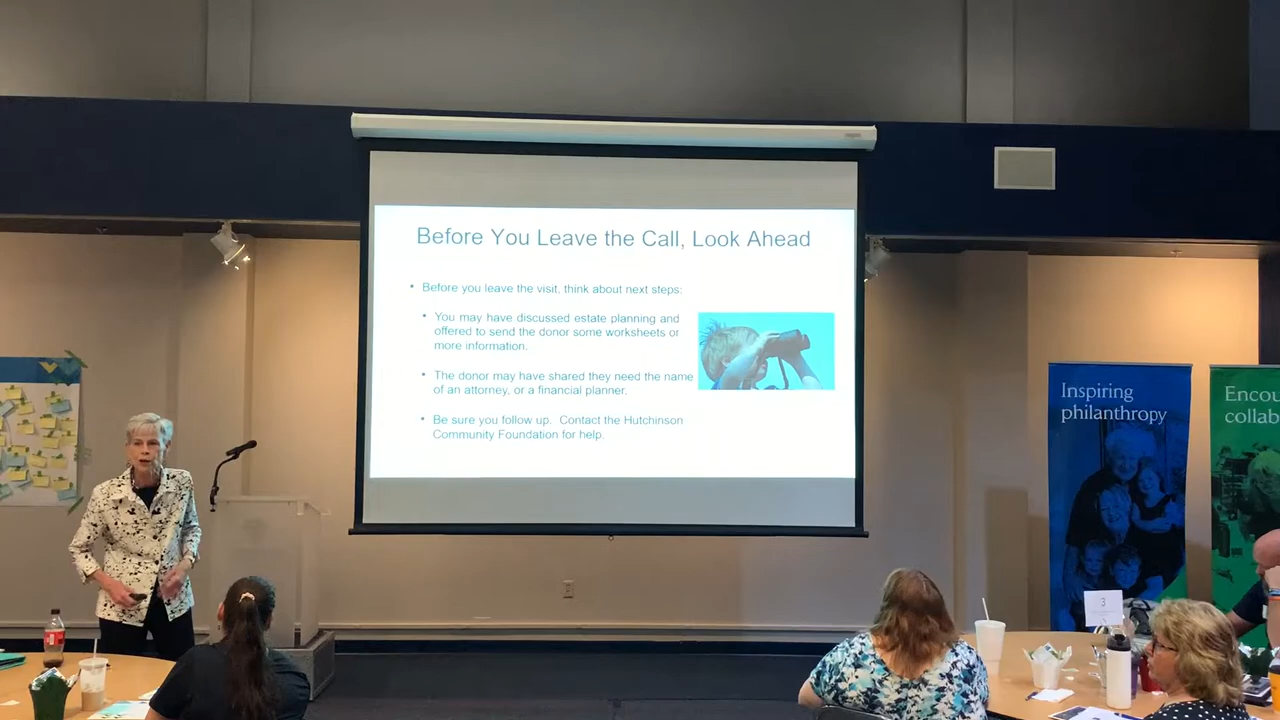 Before You Leave the Call, Look Ahead
• Before you leave the visit, think about next steps:
• You may have discussed estate planning and
offered to send the donor some worksheets or
more information.
• The donor may have shared they need the name
of an attorney, or a financial planner.
• Be sure you follow up.  Contact the Hutchinson
Community Foundation for help.
Inspiring
philanthropy
Encou
collab
3